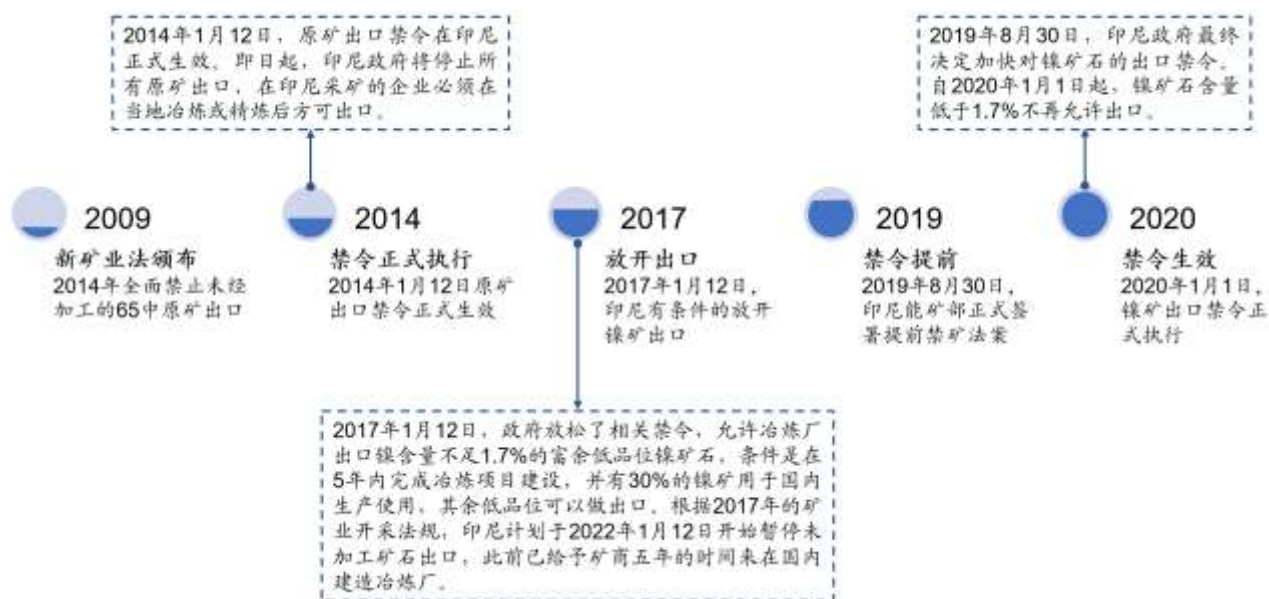 2014年1月12日，原矿出口禁令在印尼
正式生效。即日起，印尼政府将停止所
有原矿出口，在印尼采矿的企业必须在
当地冶炼或精炼后方可出口。
2019年8月30日，印尼政府最终
决定加快对镍矿石的出口禁令。
自2020年1月1日起，镍矿石含量
低于1.7%不再允许出口。
2009
新矿业法颁布
2014年全面禁止未经
加工的65中原矿出口
2014
禁令正式执行
2014年1月12日原矿
出口禁令正式生效
2017
放开出口
2017年1月12日，
印尼有条件的放开
镍矿出口
2019
禁令提前
2019年8月30日，
印尼能矿部正式签
署提前禁矿法案
2020
禁令生效
2020年1月1日，
镍矿出口禁令正
式执行
2017年1月12日，政府放松了相关禁令，允许冶炼厂
出口镍含量不足1.7%的富余低品位镍矿石，条件是在
5年内完成冶炼项目建设，并有30%的镍矿用于国内
生产使用，其余低品位可以做出口。根据2017年的矿
业开采法规，印尼计划于2022年1月12日开始暂停未
加工矿石出口，此前已给予矿商五年的时间来在国内
建造冶炼厂。